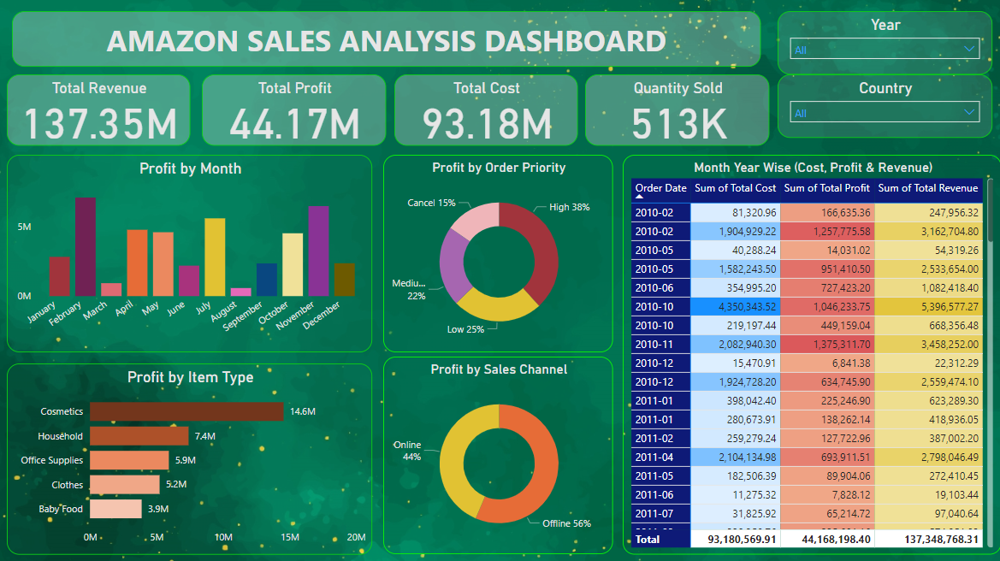 AMAZON SALES ANALYSIS DASHBOARD
Year
All
Country
All
Total Revenue
137.35M
Total Profit
44.17M
Total Cost
93.18M
Quantity Sold
513K
Profit by Month
5M
0M
January
February
March
April
May
June
July
August
September
October
November
December
Profit by Order Priority
Cancel 15%
High 38%
Mediu...
22%
Low 25%
Profit by Item Type
Cosmetics 14.6M
Household 7.4M
Office Supplies 5.9M
Clothes 5.2M
Baby Food 3.9M
0M 5M 10M 15M 20M
Profit by Sales Channel
Online
44%
Offline 56%
Month Year Wise (Cost, Profit & Revenue)
Order Date Sum of Total Cost Sum of Total Profit Sum of Total Revenue
2010-02 81,320.96 166,635.36 247,956.32
2010-02 1,904,929.22 1,257,775.58 3,162,704.80
2010-05 40,288.24 14,031.02 54,319.26
2010-05 1,582,243.50 951,410.50 2,533,654.00
2010-06 354,995.20 727,423.20 1,082,418.40
2010-10 4,350,343.52 1,046,233.75 5,396,577.27
2010-10 219,197.44 449,159.04 668,356.48
2010-11 2,082,940.30 1,375,311.70 3,458,252.00
2010-12 15,470.91 6,841.38 22,312.29
2010-12 1,924,728.20 634,745.90 2,559,474.10
2011-01 398,042.40 225,246.90 623,289.30
2011-01 280,673.91 138,262.14 418,936.05
2011-02 259,279.24 127,722.96 387,002.20
2011-04 2,104,134.98 693,911.51 2,798,046.49
2011-05 182,506.39 89,904.06 272,410.45
2011-06 11,275.32 7,828.12 19,103.44
2011-07 31,825.92 65,214.72 97,040.64
Total 93,180,569.91 44,168,198.40 137,348,768.31